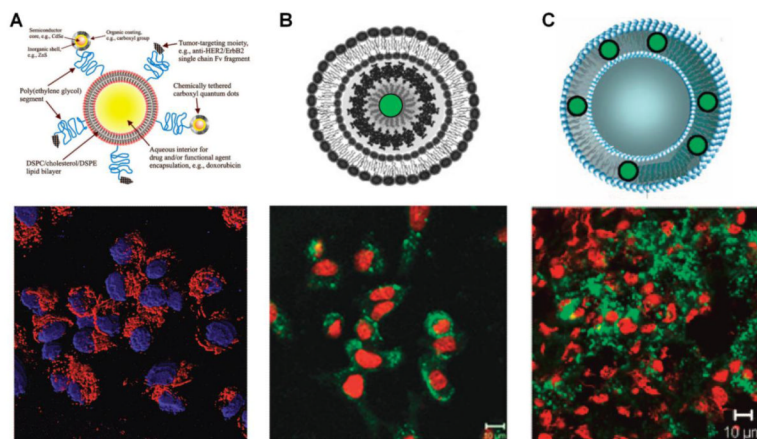 A
Semiconductor
core, e.g., CdSe
Organic coating,
e.g., carboxyl group
Inorganic shell,
e.g., ZnS
Tumor-targeting moiety,
e.g., anti-HER2/ErbB2
single chain Fv fragment
Poly(ethylene glycol)
segment
Chemically tethered
carboxyl quantum dots
DSPC/cholesterol/DSPE
lipid bilayer
Aqueous interior for
drug and/or functional agent
encapsulation, e.g., doxorubicin
B
C
10 μm